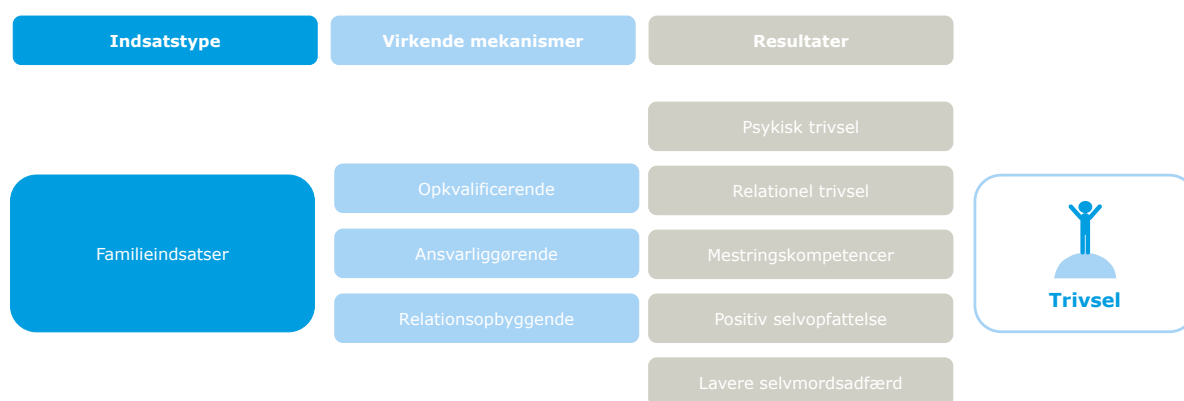 Indsatstype
Virkende mekanismer
Resultater
Familieindsatser
Opkvalificerende
Ansvarliggørende
Relationsopbyggende
Psykisk trivsel
Relationel trivsel
Mestringskompetencer
Positiv selvopfattelse
Lavere selvmordsadfærd
Trivsel